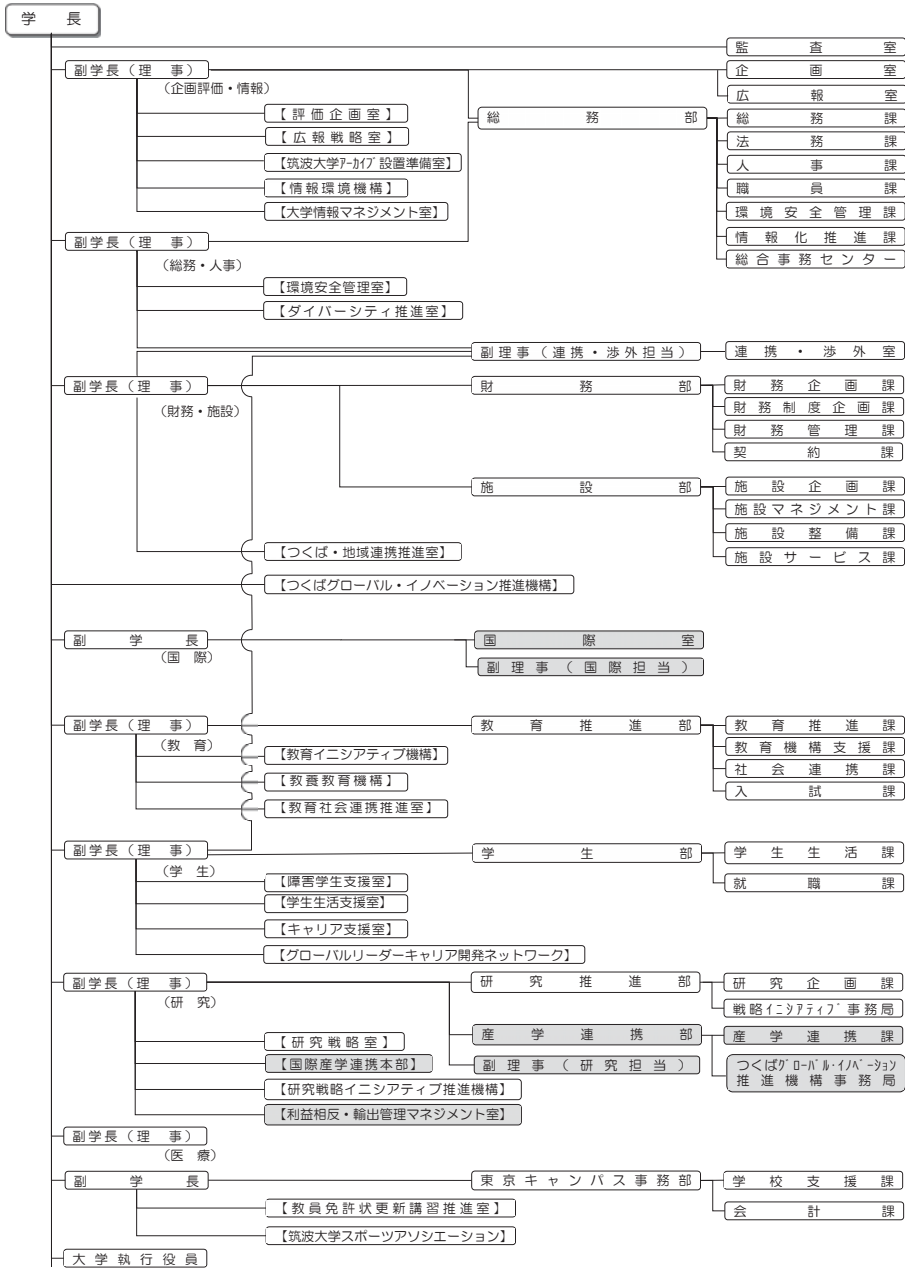 学長
監査室
副学長（理事）
企画室
（企画評価・情報）
広報室
【評価企画室】
総務部
総務課
【広報戦略室】
法務課
【筑波大学アーカイブ設置準備室】
人事課
【情報環境機構】
職員課
【大学情報マネジメント室】
環境安全管理課
副学長（理事）
情報化推進課
（総務・人事）
総合事務センター
【環境安全管理室】
【ダイバーシティ推進室】
副理事（連携・渉外担当）
連携・渉外室
副学長（理事）
財務部
財務企画課
（財務・施設）
財務制度企画課
財務管理課
契約課
施設部
施設企画課
施設マネジメント課
施設整備課
【つくば・地域連携推進室】
施設サービス課
【つくばグローバル・イノベーション推進機構】
副学長
国際室
（国際）
副理事（国際担当）
副学長（理事）
教育推進部
教育推進課
（教育）
教育機構支援課
【教育イニシアティブ機構】
社会連携課
【教養教育機構】
入試課
【教育社会連携推進室】
副学長（理事）
学生部
学生生活課
（学生）
【障害学生支援室】
就職課
【学生生活支援室】
【キャリア支援室】
【グローバルリーダーキャリア開発ネットワーク】
副学長（理事）
研究推進部
研究企画課
（研究）
戦略イニシアティブ事務局
【研究戦略室】
産学連携部
産学連携課
【国際産学連携本部】
副理事（研究担当）
つくばグローバル・イノベーション
推進機構事務局
【研究戦略イニシアティブ推進機構】
【利益相反・輸出管理マネジメント室】
副学長（理事）
（医療）
副学長
東京キャンパス事務部
学校支援課
【教員免許状更新講習推進室】
会計課
【筑波大学スポーツアソシエーション】
大学執行役員